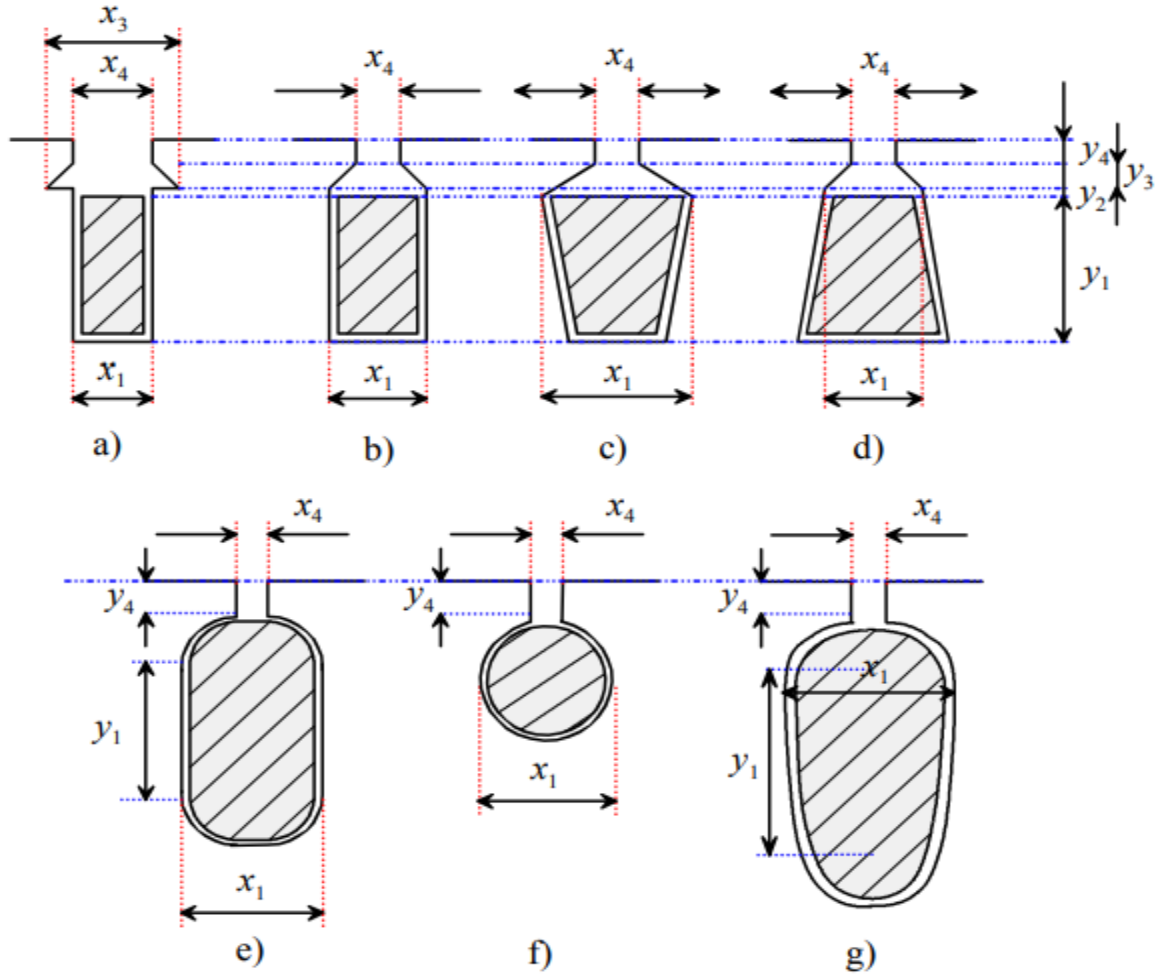 x₃
x₄ x₄ x₄ x₄
y₄
y₃
y₂
y₁
x₁ x₁ x₁ x₁
a) b) c) d)
x₄ x₄ x₄
y₄ y₄ y₄
x₁
y₁ y₁
x₁
x₁
e) f) g)